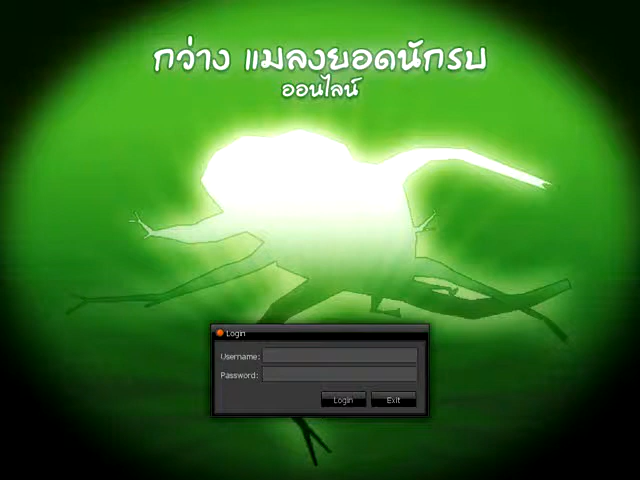 กว่าง แมลงยอดนักรบ
ออนไลน์
Login
Username:
Password:
Login Exit